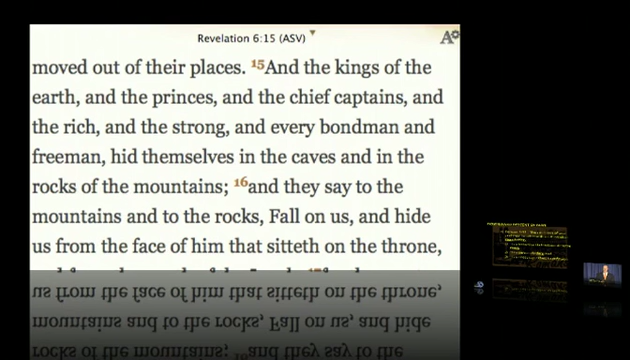 Revelation 6:15 (ASV)
moved out of their places. 15And the kings of the
earth, and the princes, and the chief captains, and
the rich, and the strong, and every bondman and
freeman, hid themselves in the caves and in the
rocks of the mountains; 16and they say to the
mountains and to the rocks, Fall on us, and hide
us from the face of him that sitteth on the throne,